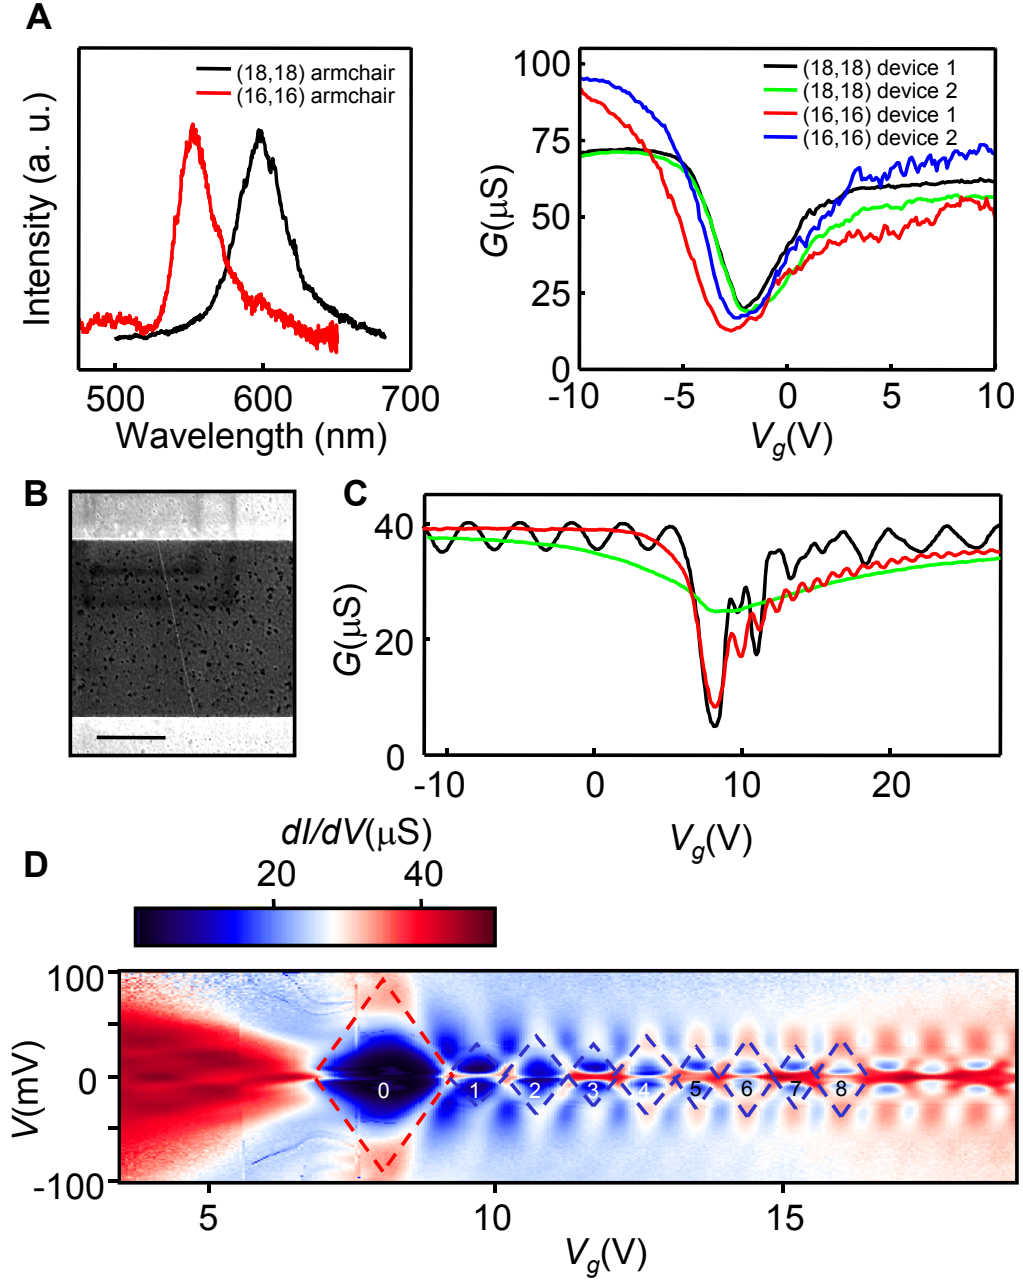 A
Intensity (a. u.)
(18,18) armchair
(16,16) armchair
500 600 700
Wavelength (nm)
G(μS)
100
75
50
25
0
(18,18) device 1
(18,18) device 2
(16,16) device 1
(16,16) device 2
-10 -5 0 5 10
Vg(V)
B
C
G(μS)
40
20
0
-10 0 10 20
Vg(V)
D
dI/dV(μS)
20 40
V(mV)
100
0
-100
0 1 2 3 4 5 6 7 8
5 10 15
Vg(V)